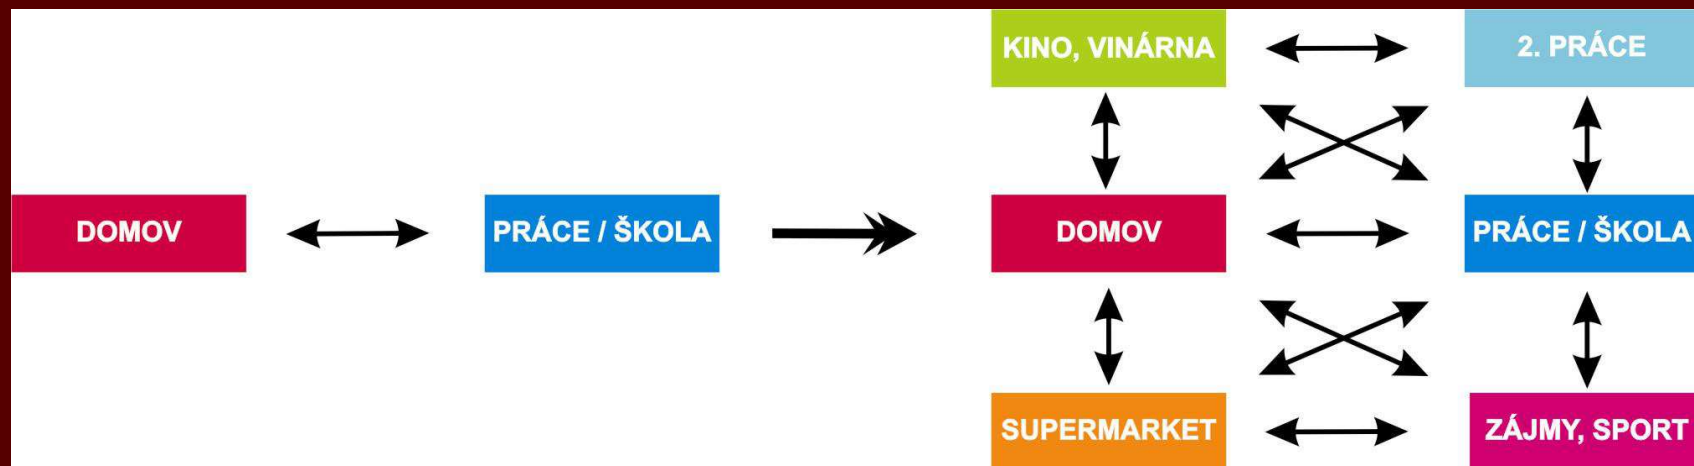 KINO, VINÁRNA
2. PRÁCE
DOMOV
PRÁCE / ŠKOLA
DOMOV
PRÁCE / ŠKOLA
SUPERMARKET
ZÁJMY, SPORT